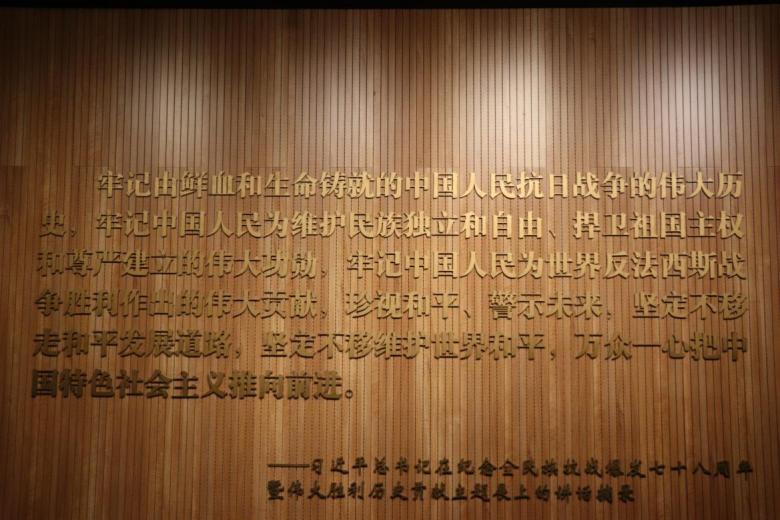 牢记由鲜血和生命铸就的中国人民抗日战争的伟大历
史，牢记中国人民为维护民族独立和自由、捍卫祖国主权
和尊严建立的伟大功勋，牢记中国人民为世界反法西斯战
争胜利作出的伟大贡献，珍视和平、警示未来，坚定不移
走和平发展道路，坚定不移维护世界和平，万众一心把中
国特色社会主义推向前进。
——习近平总书记在纪念全民族抗战爆发七十八周年
暨伟大胜利历史贡献主题展上的讲话摘录